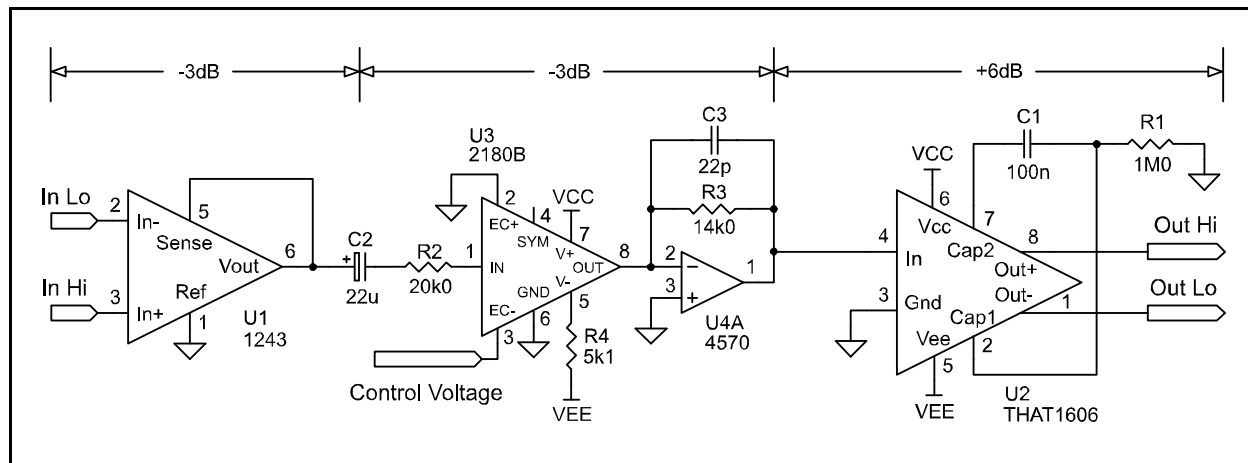 -3dB
-3dB
+6dB
In Lo
2
In-
5
Sense
Vout
6
In Hi
3
In+
Ref
1
U1
1243
C2
+
22u
R2
20k0
U3
2180B
1
IN
2
EC+
4
SYM
VCC
7
V+
OUT
8
V-
GND
5
6
EC-
3
Control Voltage
R4
5k1
VEE
C3
22p
R3
14k0
2
−
3
+
1
U4A
4570
C1
100n
R1
1M0
VCC
6
Vcc
7
Cap2
4
In
8
Out+
Out Hi
3
Gnd
Out-
1
Out Lo
Cap1
2
Vee
5
VEE
U2
THAT1606